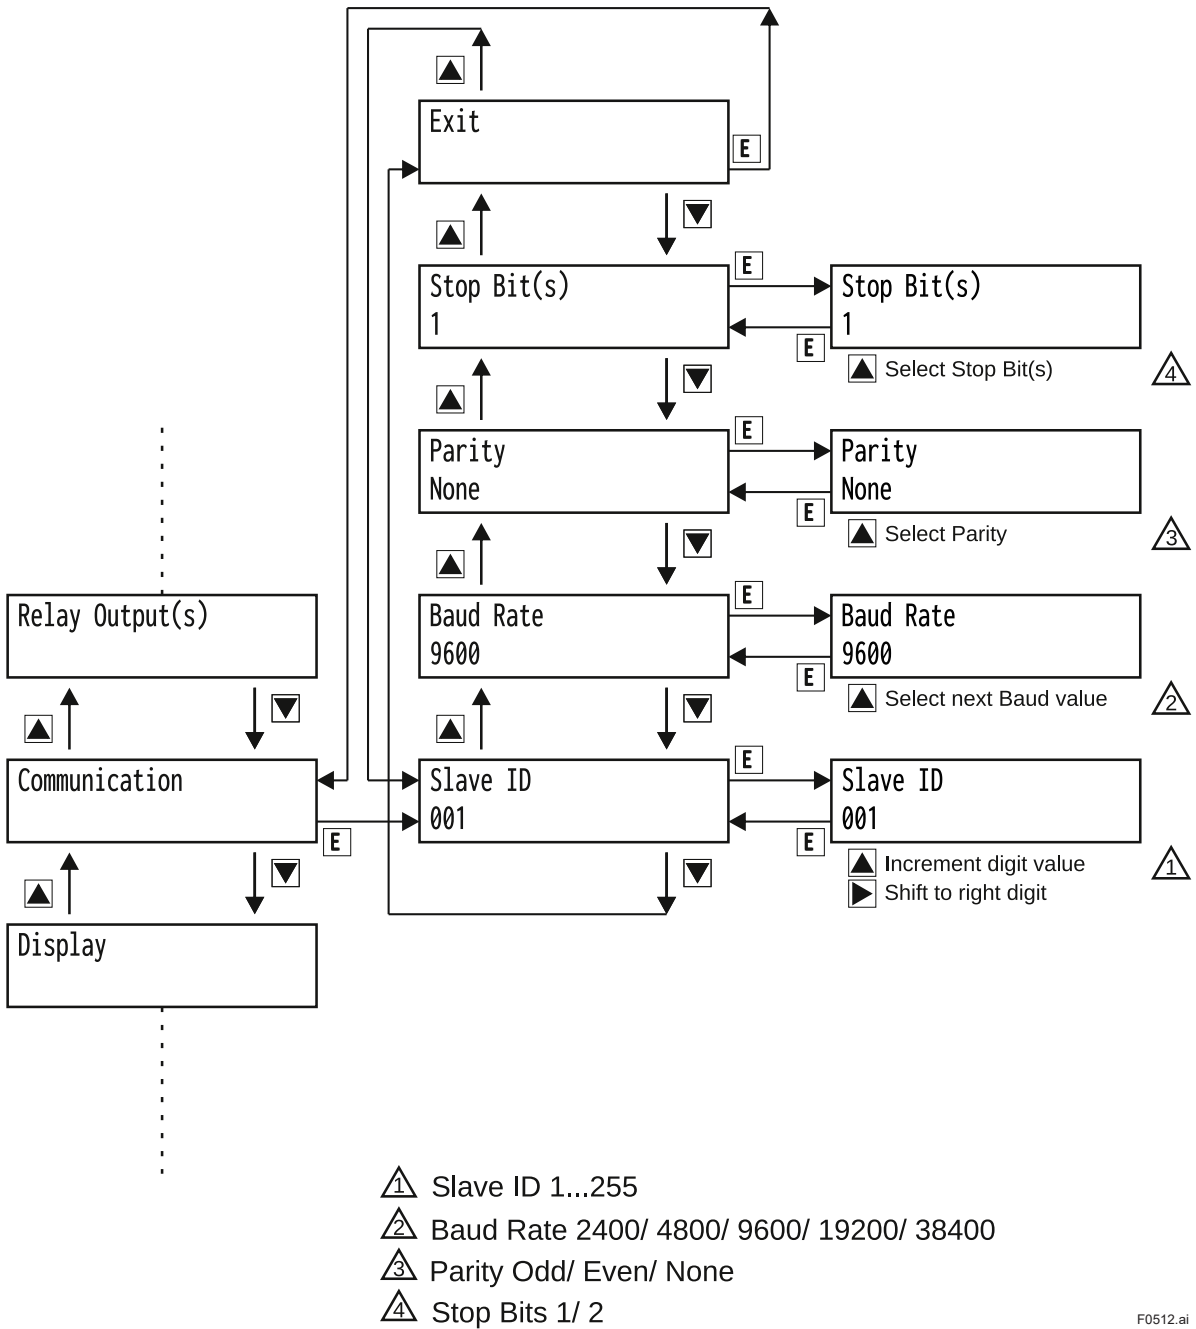 Exit
E
Stop Bit(s)
1
E
Stop Bit(s)
1
E
Select Stop Bit(s)
4
Parity
None
E
Parity
None
E
Select Parity
3
Relay Output(s)
Baud Rate
9600
E
Baud Rate
9600
E
Select next Baud value
2
Communication
E
Slave ID
001
E
Slave ID
001
E
Increment digit value
Shift to right digit
1
Display
1 Slave ID 1...255
2 Baud Rate 2400/ 4800/ 9600/ 19200/ 38400
3 Parity Odd/ Even/ None
4 Stop Bits 1/ 2
F0512.ai